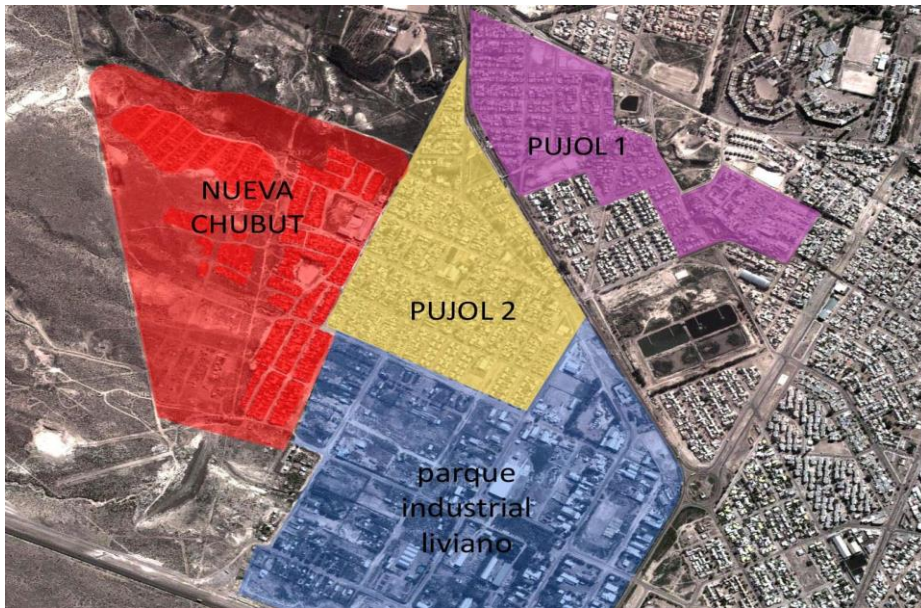 PUJOL 1
NUEVA
CHUBUT
PUJOL 2
parque
industrial
liviano